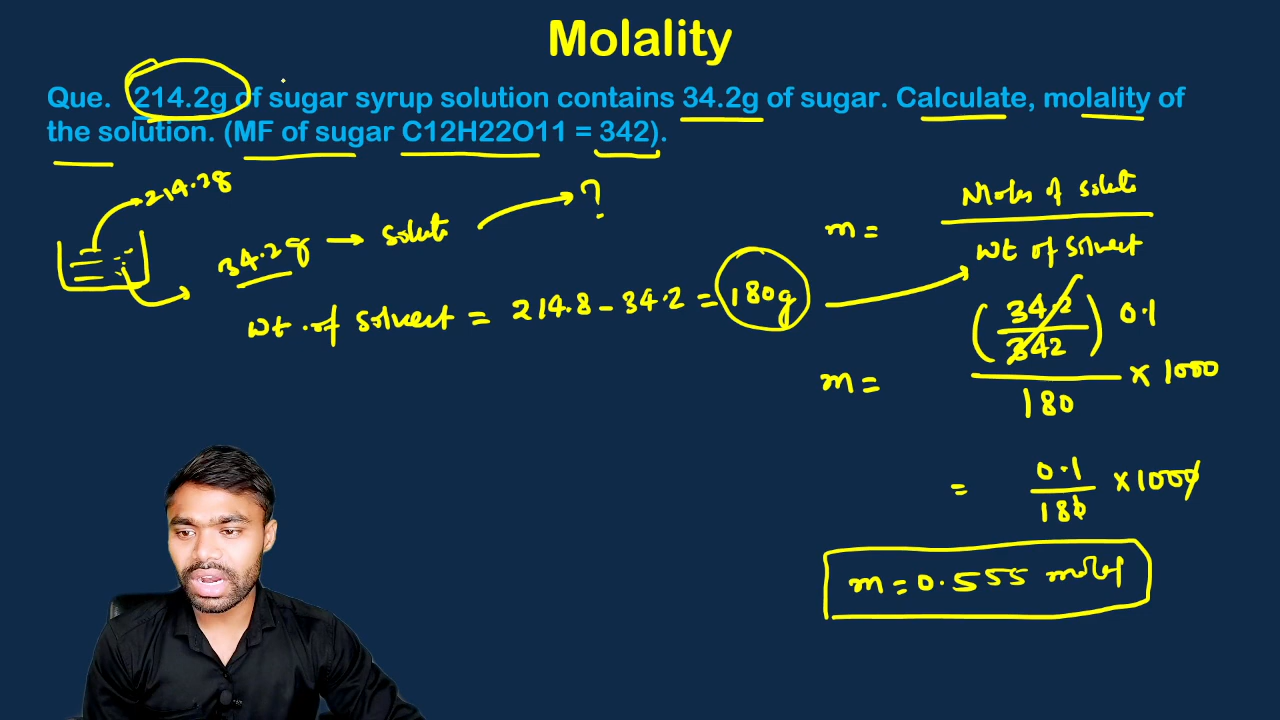 Molality
Que. 214.2g of sugar syrup solution contains 34.2g of sugar. Calculate, molality of
the solution. (MF of sugar C12H22O11 = 342).
214.2g
34.2g → Solute → ?
Wt. of Solvent = 214.8 - 34.2 = 180g
m = Moles of solute
Wt of Solvent
m = (34.2/342) 0.1
180 × 1000
= 0.1
180 × 1000
m = 0.555 molal